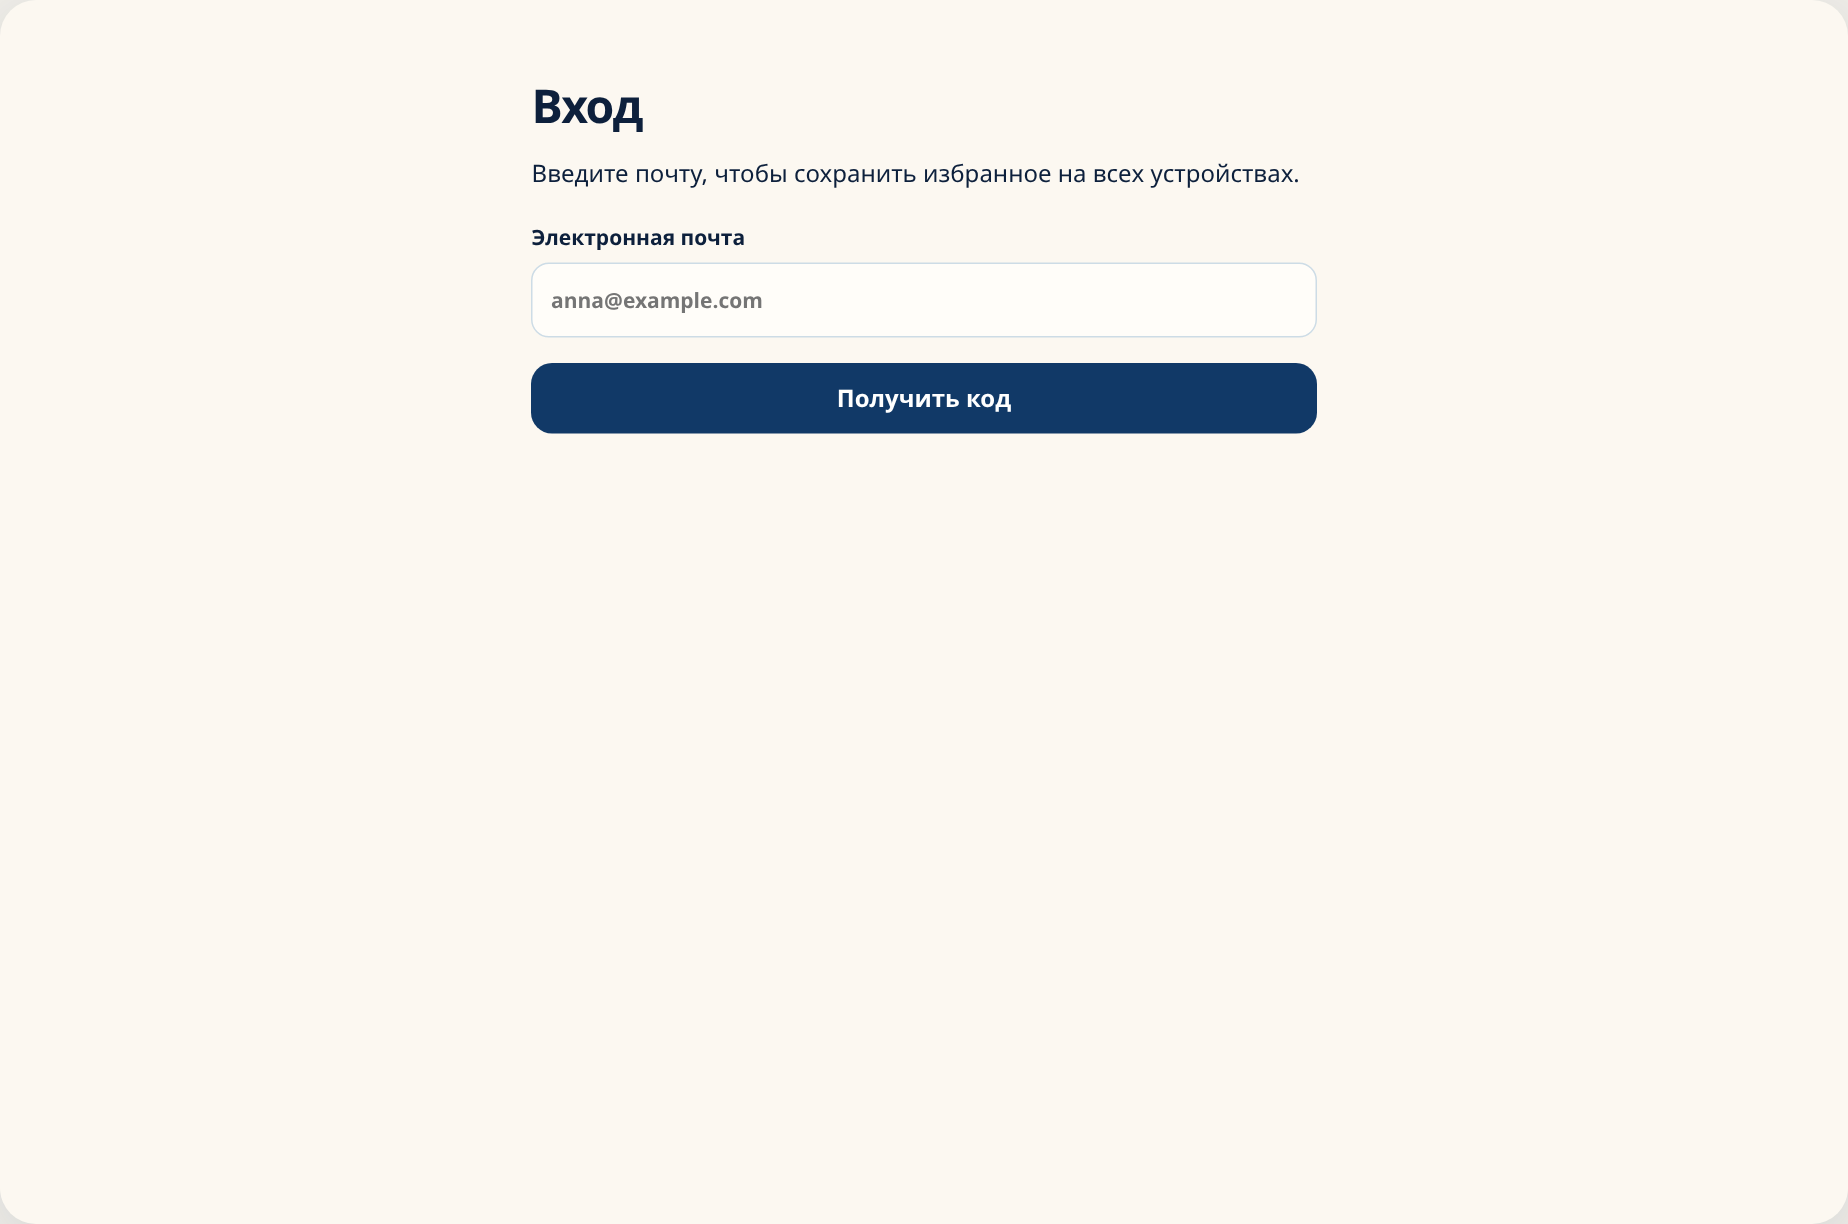 Вход
Введите почту, чтобы сохранить избранное на всех устройствах.
Электронная почта
anna@example.com
Получить код